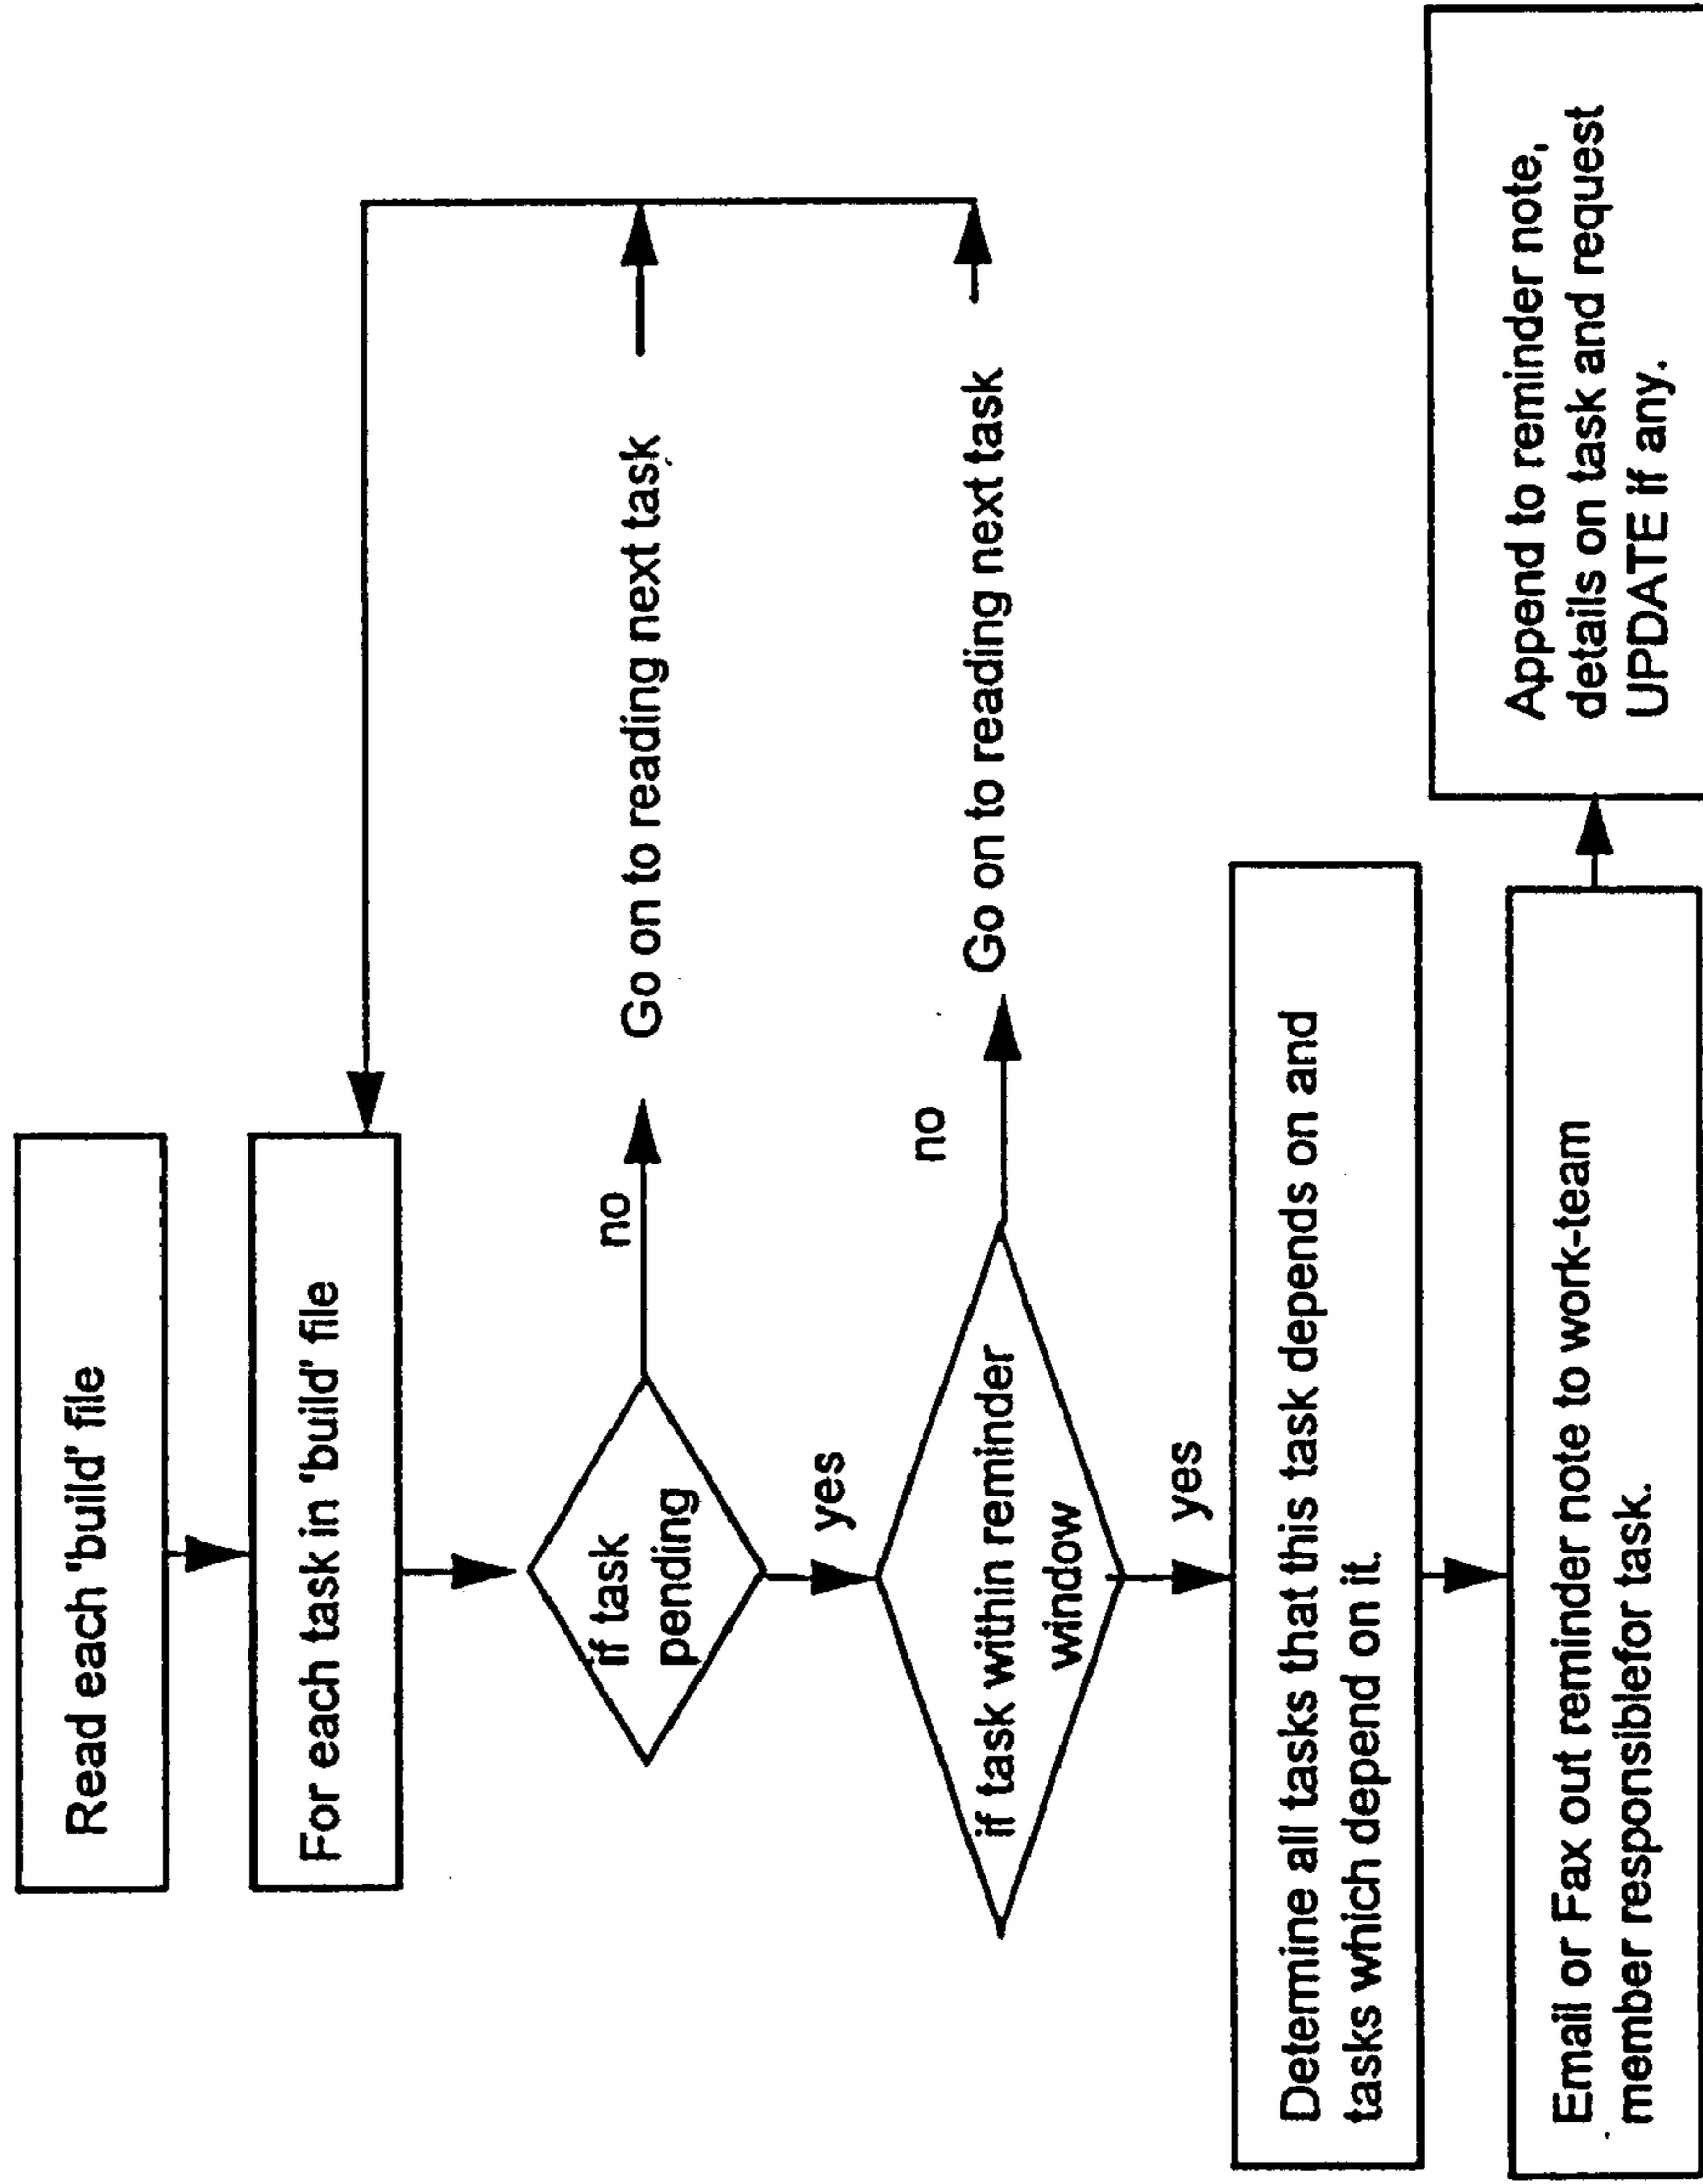 Read each 'build' file
For each task in 'build' file
if task
pending
no
Go on to reading next task
yes
if task within reminder
window
no
Go on to reading next task
yes
Determine all tasks that this task depends on and
tasks which depend on it.
Email or Fax out reminder note to work-team
member responsiblefor task.
Append to reminder note,
details on task and request
UPDATE if any.